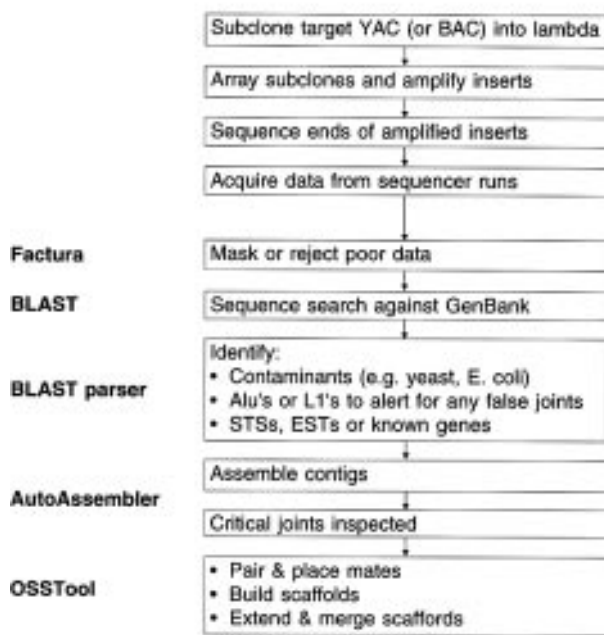 Subclone target YAC (or BAC) into lambda
Array subclones and amplify inserts
Sequence ends of amplified inserts
Acquire data from sequencer runs
Factura
Mask or reject poor data
BLAST
Sequence search against GenBank
BLAST parser
Identify:
• Contaminants (e.g. yeast, E. coli)
• Alu's or L1's to alert for any false joints
• STSs, ESTs or known genes
AutoAssembler
Assemble contigs
Critical joints inspected
OSSTool
• Pair & place mates
• Build scaffolds
• Extend & merge scaffords